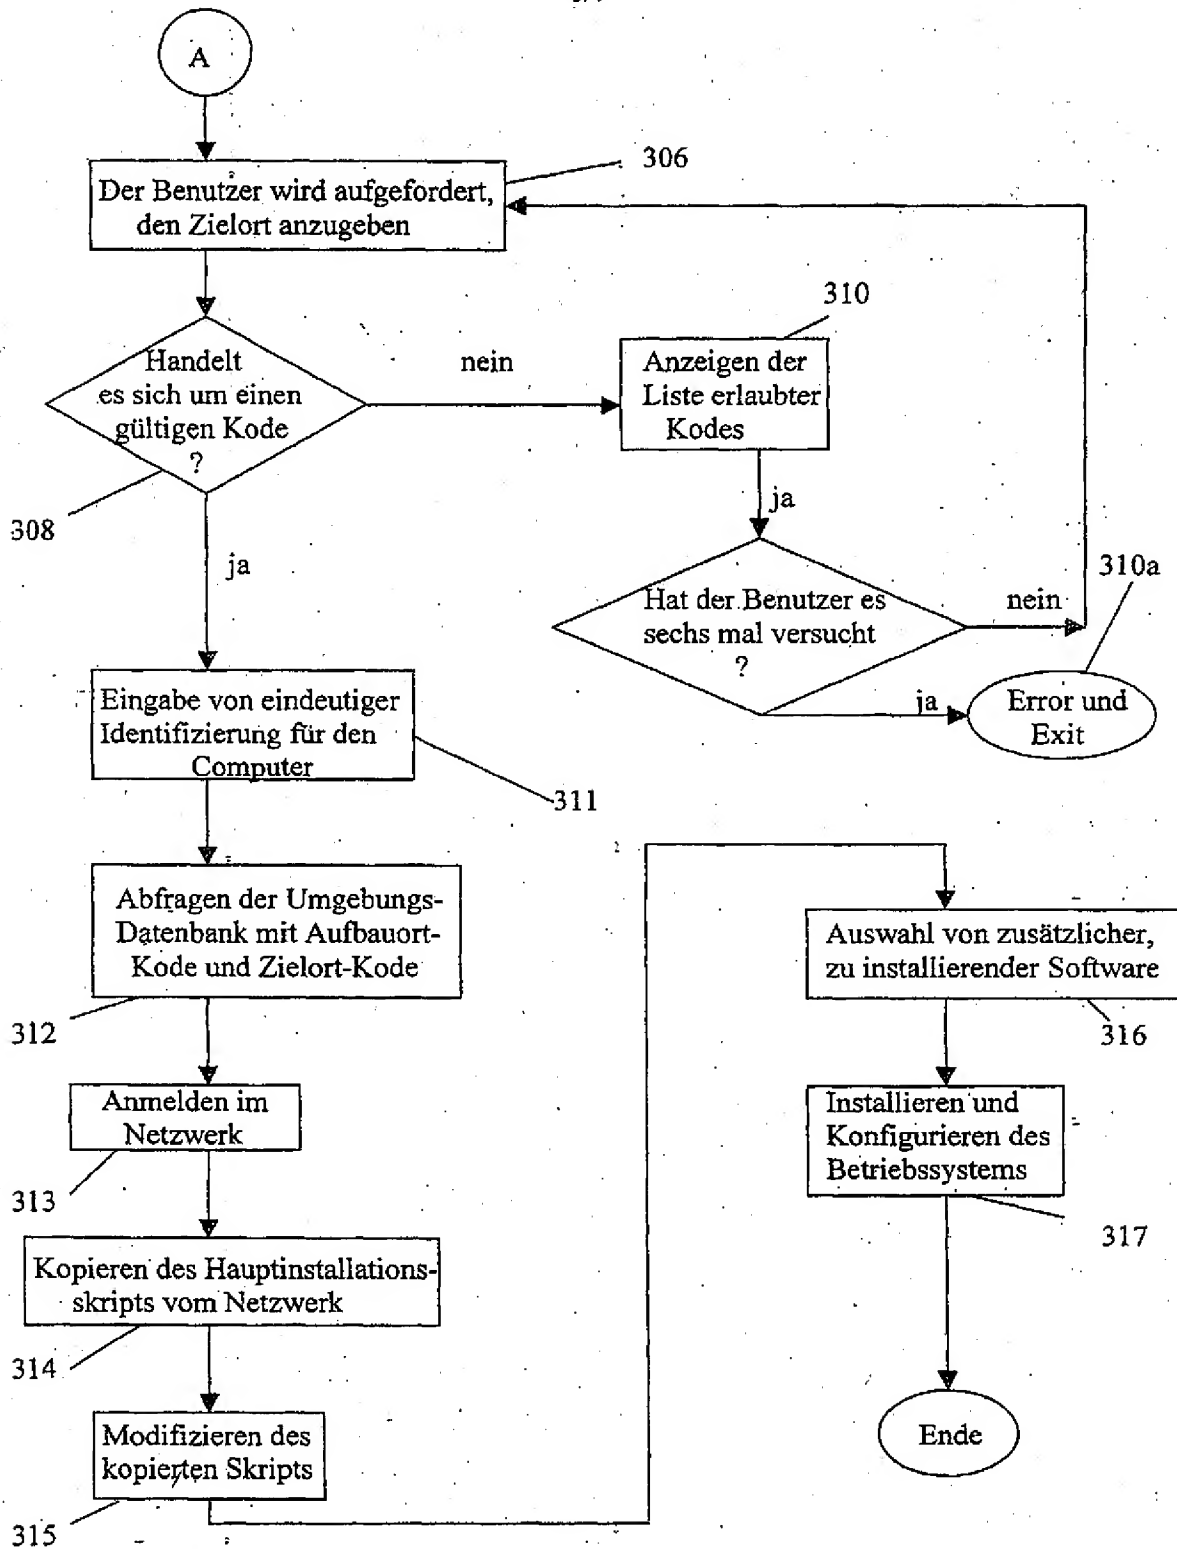 A
306
Der Benutzer wird aufgefordert,
den Zielort anzugeben
310
Handelt
es sich um einen
gültigen Kode
?
nein
Anzeigen der
Liste erlaubter
Kodes
308
ja
ja
310a
Hat der Benutzer es
sechs mal versucht
?
nein
ja
Error und
Exit
Eingabe von eindeutiger
Identifizierung für den
Computer
311
Abfragen der Umgebungs-
Datenbank mit Aufbauort-
Kode und Zielort-Kode
312
Anmelden im
Netzwerk
313
Kopieren des Hauptinstallations-
skripts vom Netzwerk
314
Modifizieren des
kopierten Skripts
315
Auswahl von zusätzlicher,
zu installierender Software
316
Installieren und
Konfigurieren des
Betriebssystems
317
Ende